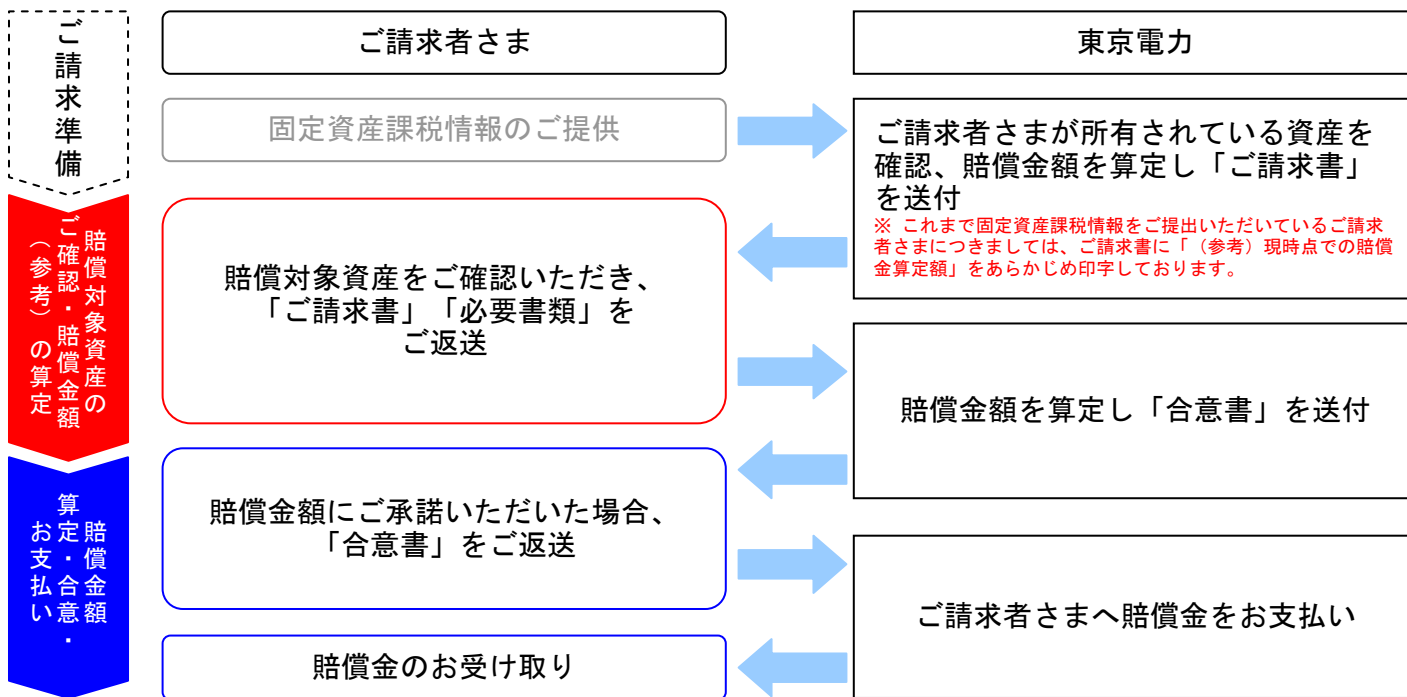 ご請求準備
ご請求者さま
東京電力
固定資産課税情報のご提供
ご請求者さまが所有されている資産を
確認、賠償金額を算定し「ご請求書」
を送付
※ これまで固定資産課税情報をご提出いただいているご請求
者さまにつきましては、ご請求書に「（参考）現時点での賠償
金算定額」をあらかじめ印字しております。
賠償対象資産の
ご確認・賠償金額
（参考）の算定
賠償対象資産をご確認いただき、
「ご請求書」「必要書類」を
ご返送
賠償金額を算定し「合意書」を送付
賠償金額
算定・合意・
お支払い
賠償金額にご承諾いただいた場合、
「合意書」をご返送
ご請求者さまへ賠償金をお支払い
賠償金のお受け取り